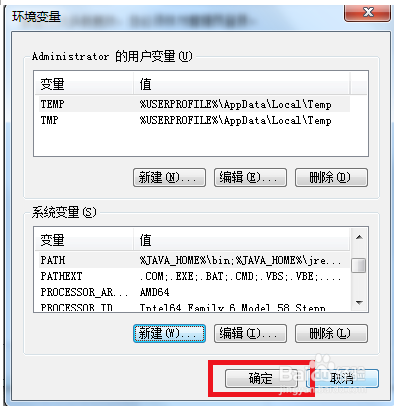 环境变量
Administrator 的用户变量(U)
变量 值
TEMP %USERPROFILE%\AppData\Local\Temp
TMP %USERPROFILE%\AppData\Local\Temp
新建(N)... 编辑(E)... 删除(D)
系统变量(S)
变量 值
PATH %JAVA_HOME%\bin;%JAVA_HOME%\jre...
PATHEXT .COM;.EXE;.BAT;.CMD;.VBS;.VBE;....
PROCESSOR_AR... AMD64
PROCESSOR_ID Intel64 Family 6 Model 58 Stepp
新建(W)... 编辑(I)... 删除(L)
确定 取消